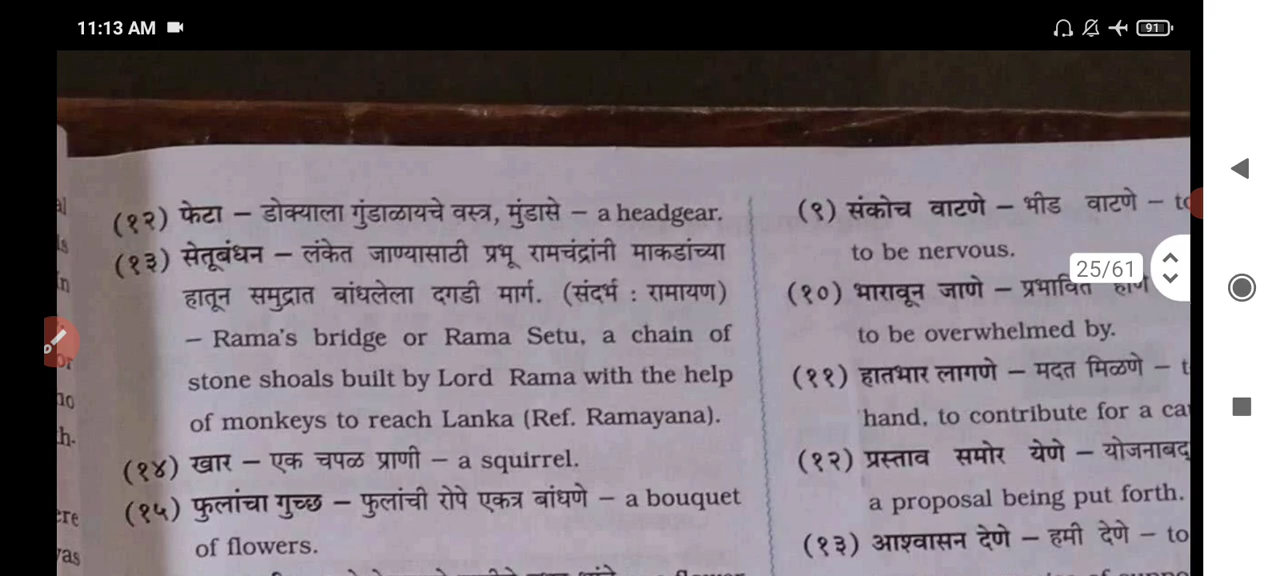 11:13 AM
91
(१२) फेटा – डोक्याला गुंडाळायचे वस्त्र, मुंडासे – a headgear.
(१३) सेतूबंधन – लंकेत जाण्यासाठी प्रभू रामचंद्रांनी माकडांच्या
हातून समुद्रात बांधलेला दगडी मार्ग. (संदर्भ : रामायण)
– Rama's bridge or Rama Setu, a chain of
stone shoals built by Lord Rama with the help
of monkeys to reach Lanka (Ref. Ramayana).
(१४) खार – एक चपळ प्राणी – a squirrel.
(१५) फुलांचा गुच्छ – फुलांची रोपे एकत्र बांधणे – a bouquet
of flowers.
(९) संकोच वाटणे – भीड वाटणे –
to be nervous.
25/61
(१०) भारावून जाणे – प्रभावित होणे
to be overwhelmed by.
(११) हातभार लागणे – मदत मिळणे –
hand, to contribute for a
(१२) प्रस्ताव समोर येणे –
a proposal being put forth.
(१३) आश्वासन देणे – हमी देणे – to